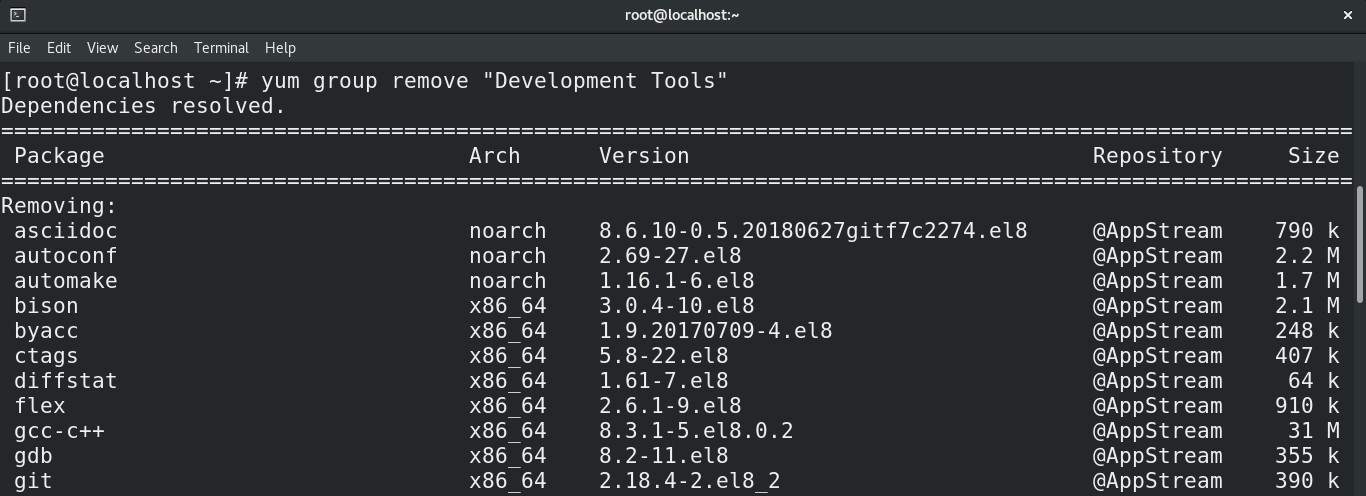 root@localhost:~
File Edit View Search Terminal Help
[root@localhost ~]# yum group remove "Development Tools"
Dependencies resolved.
========================================================================================================
 Package                            Arch      Version                               Repository     Size
========================================================================================================
Removing:
 asciidoc                           noarch    8.6.10-0.5.20180627gitf7c2274.el8     @AppStream    790 k
 autoconf                           noarch    2.69-27.el8                           @AppStream    2.2 M
 automake                           noarch    1.16.1-6.el8                          @AppStream    1.7 M
 bison                              x86_64    3.0.4-10.el8                          @AppStream    2.1 M
 byacc                              x86_64    1.9.20170709-4.el8                    @AppStream    248 k
 ctags                              x86_64    5.8-22.el8                            @AppStream    407 k
 diffstat                           x86_64    1.61-7.el8                            @AppStream     64 k
 flex                               x86_64    2.6.1-9.el8                           @AppStream    910 k
 gcc-c++                            x86_64    8.3.1-5.el8.0.2                       @AppStream     31 M
 gdb                                x86_64    8.2-11.el8                            @AppStream    355 k
 git                                x86_64    2.18.4-2.el8_2                        @AppStream    390 k